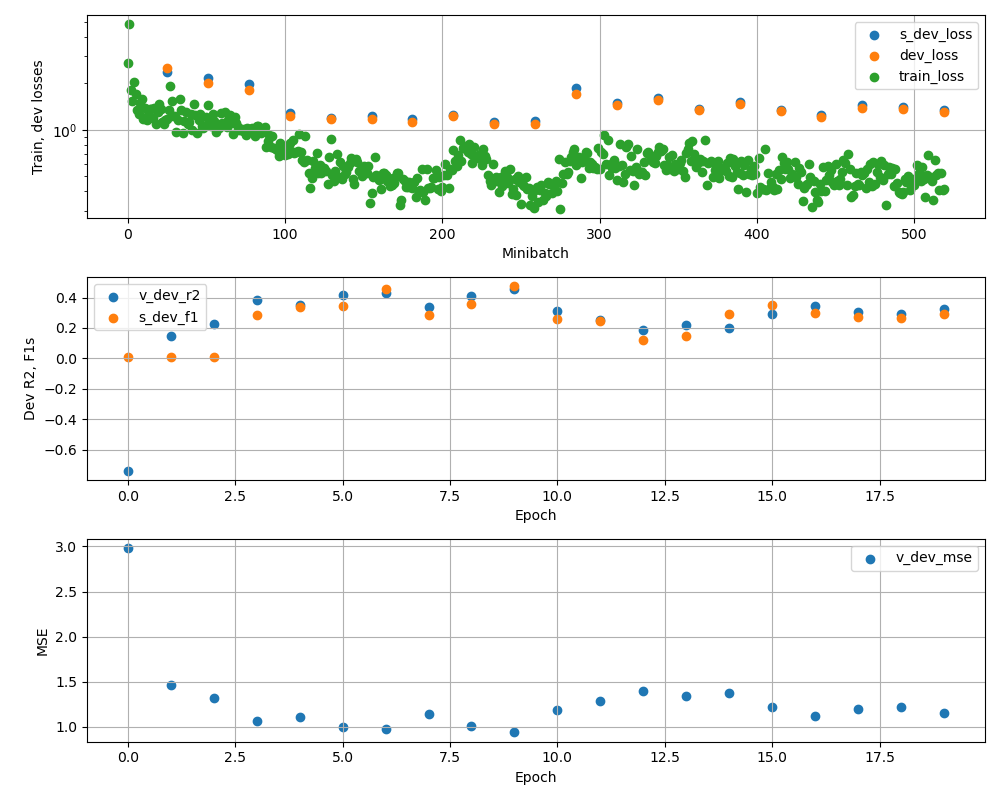 Train, dev losses
10⁰
s_dev_loss
dev_loss
train_loss
0 100 200 300 400 500
Minibatch
Dev R2, F1s
0.4
0.2
0.0
−0.2
−0.4
−0.6
v_dev_r2
s_dev_f1
0.0 2.5 5.0 7.5 10.0 12.5 15.0 17.5
Epoch
MSE
3.0
2.5
2.0
1.5
1.0
v_dev_mse
0.0 2.5 5.0 7.5 10.0 12.5 15.0 17.5
Epoch